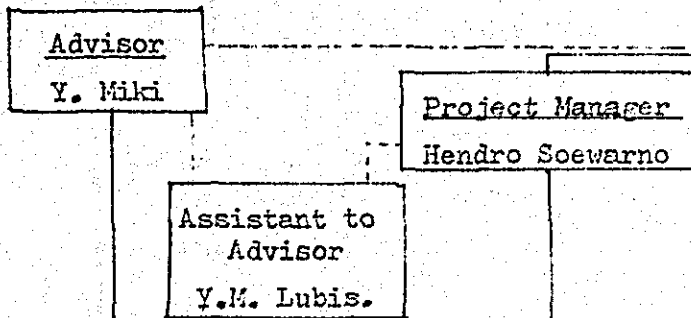 Advisor
Y. Miki
Project Manager
Hendro Soewarno
Assistant to
Advisor
Y.M. Lubis.